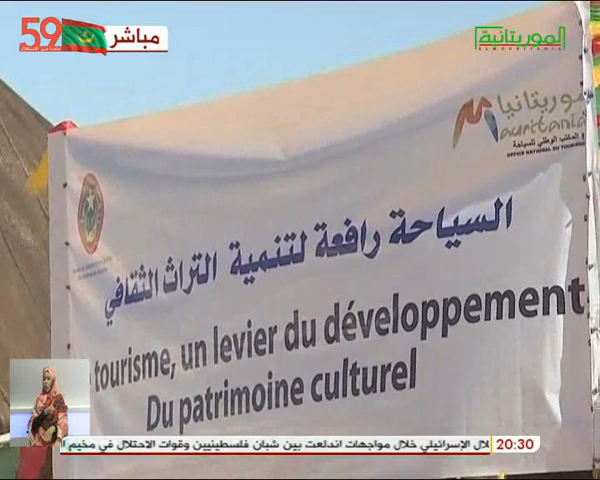 59
مباشر
الموريتانية
ELMOURITANIA
موريتانيا
Mauritania
المكتب الوطني للسياحة
OFFICE NATIONAL DU TOURISME
السياحة رافعة لتنمية التراث الثقافي
tourisme, un levier du développement
Du patrimoine culturel
20:30
لال الإسرائيلي خلال مواجهات اندلعت بين شبان فلسطينيين وقوات الاحتلال في مخيم